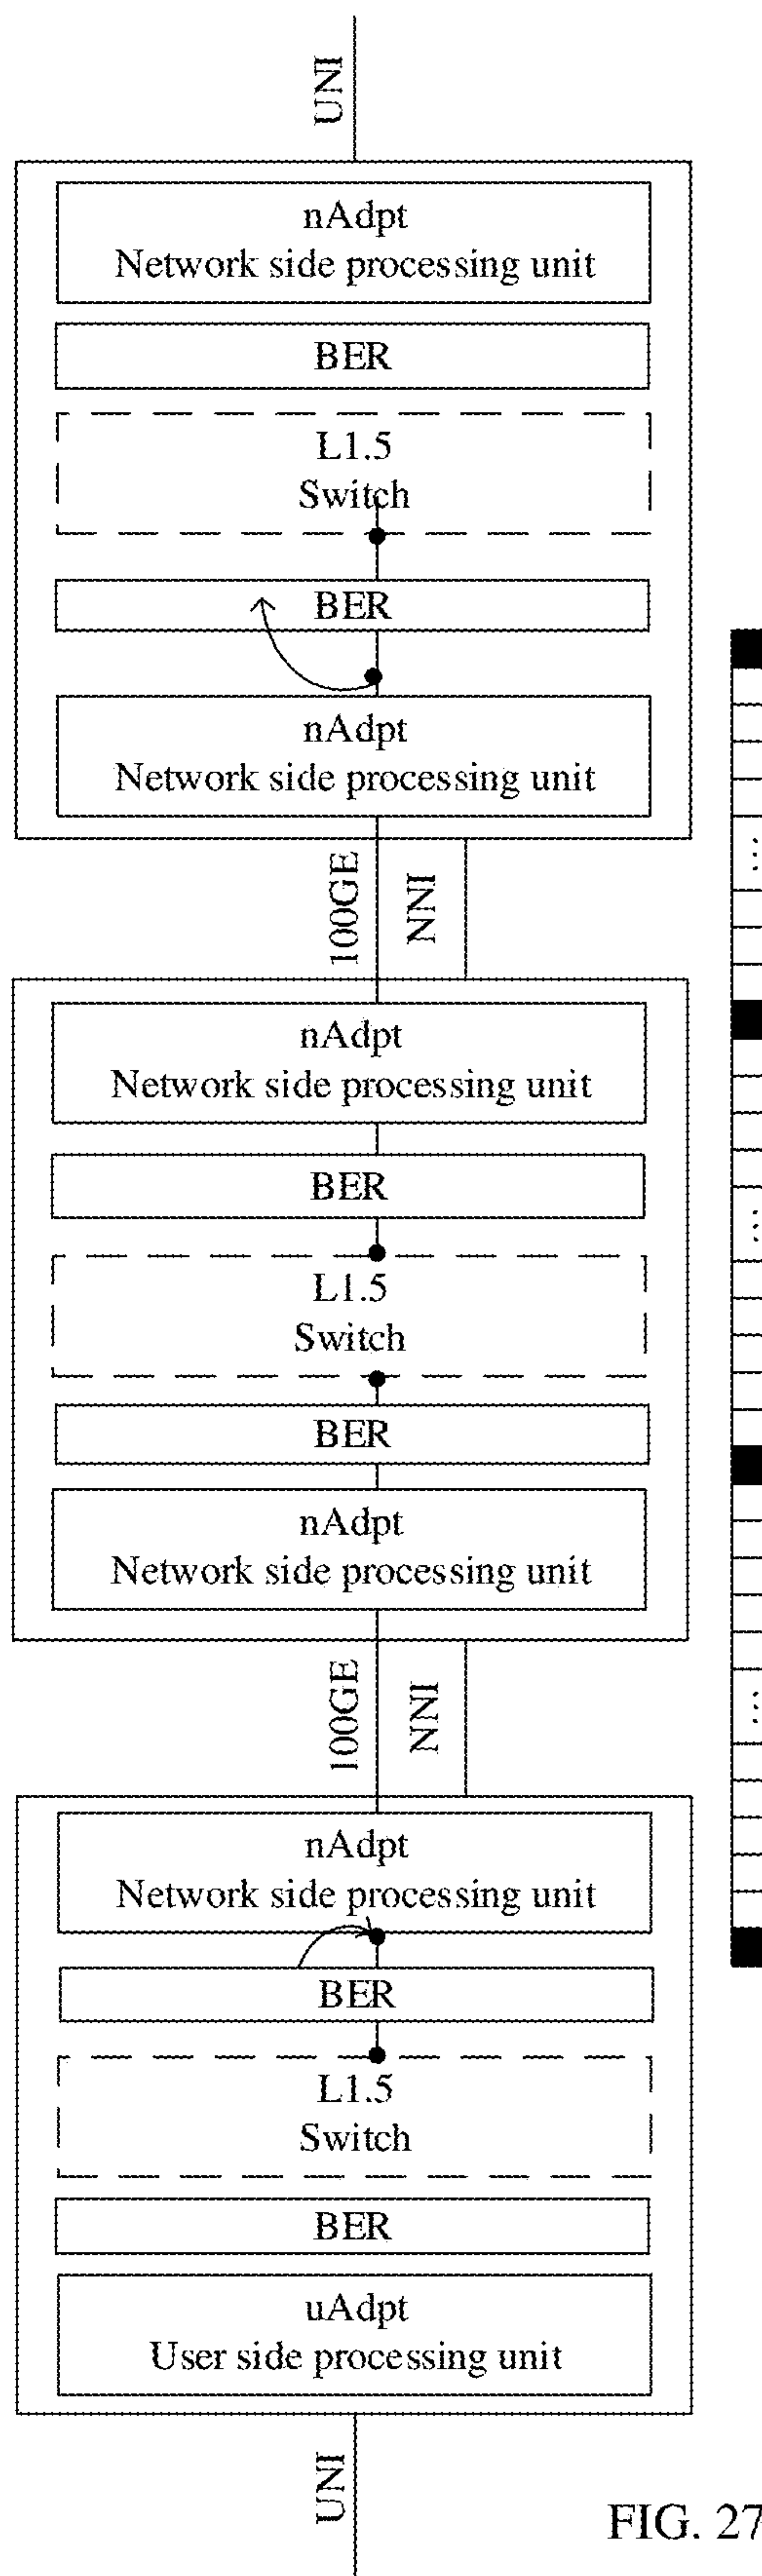 UNI
nAdpt
Network side processing unit
BER
L1.5
Switch
BER
nAdpt
Network side processing unit
100GE
NNI
nAdpt
Network side processing unit
BER
L1.5
Switch
BER
nAdpt
Network side processing unit
100GE
NNI
nAdpt
Network side processing unit
BER
L1.5
Switch
BER
uAdpt
User side processing unit
UNI
FIG. 27